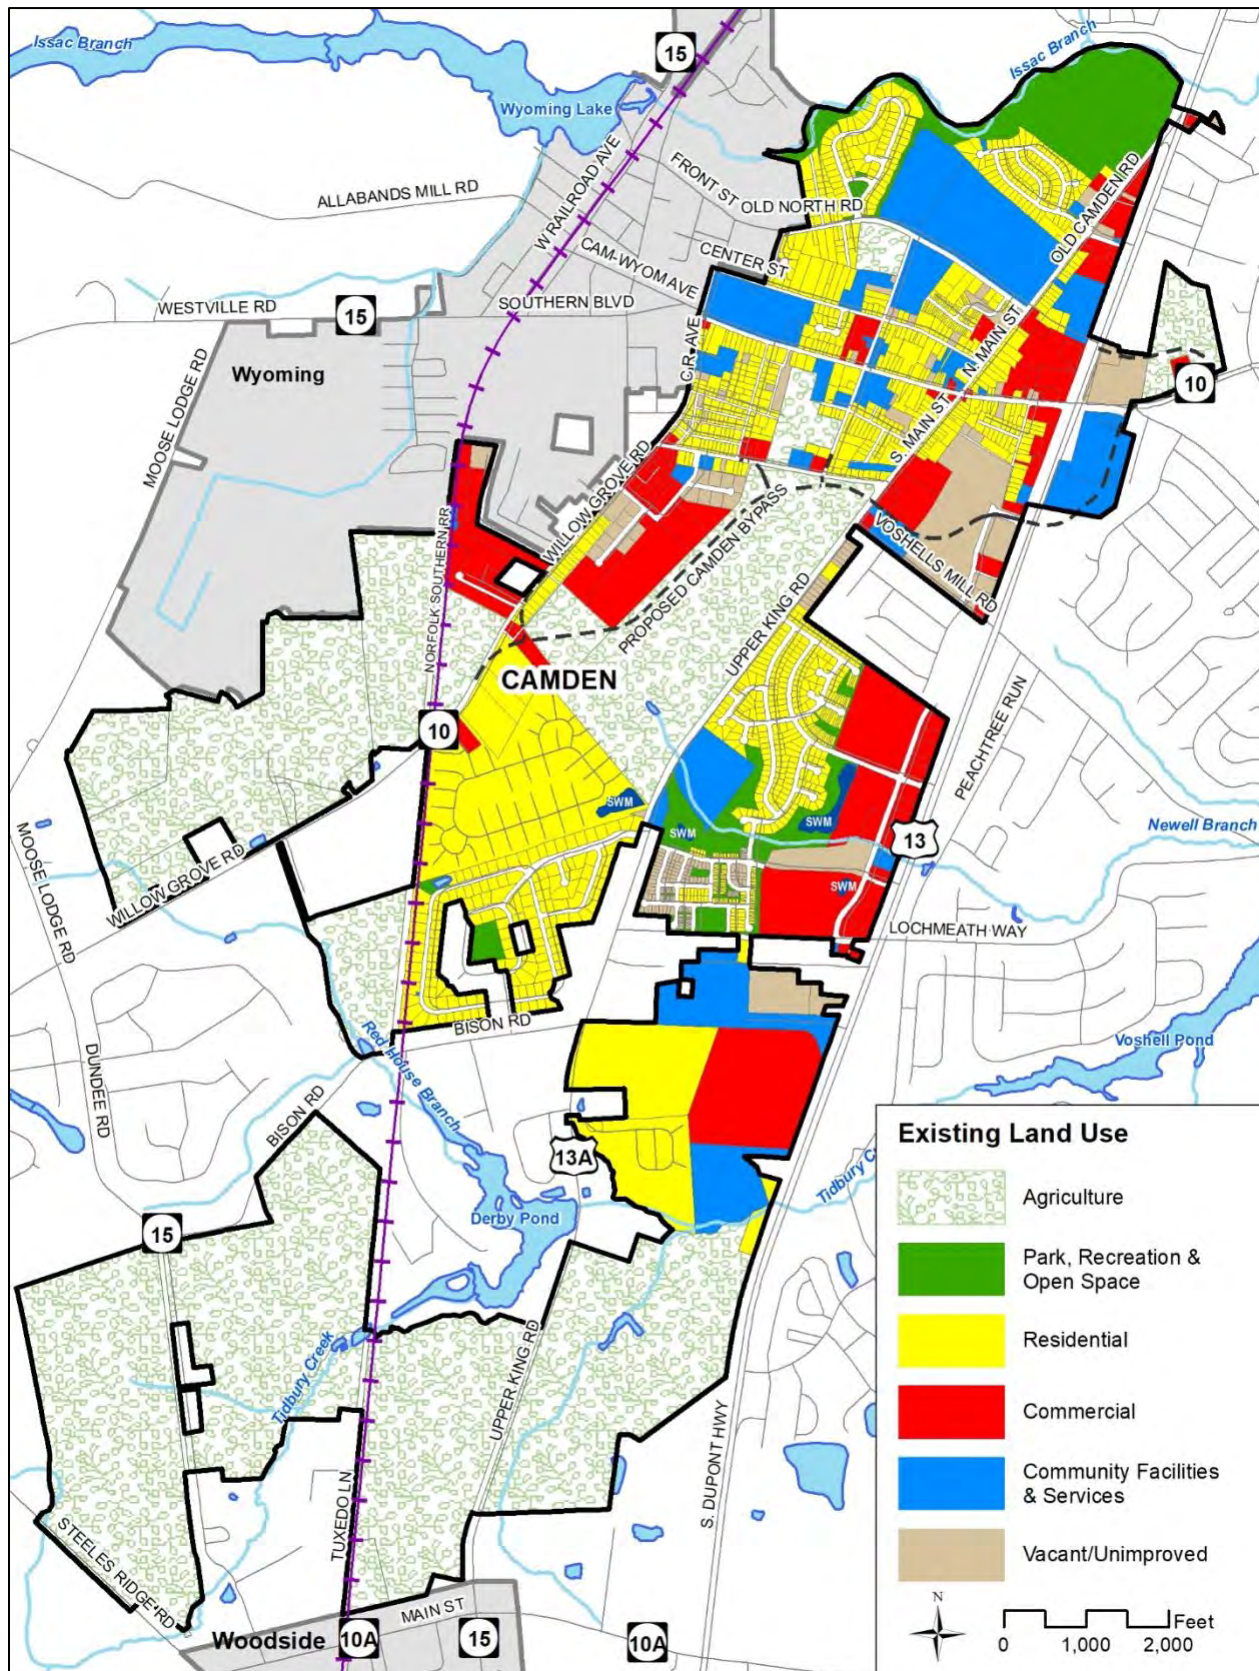 Issac Branch
15
Issac Branch
Wyoming Lake
FRONT ST
W RAILROAD AVE
ALLABANDS MILL RD
OLD NORTH RD
OLD CAMDEN RD
CENTER ST
CAM-WYOM AVE
WESTVILLE RD
15
SOUTHERN BLVD
C.R. AVE
N. MAIN ST
Wyoming
10
MOOSE LODGE RD
S. MAIN ST
WILLOW GROVE RD
VOSHELLS MILL RD
PROPOSED CAMDEN BYPASS
NORFOLK SOUTHERN RR
UPPER KING RD
CAMDEN
10
PEACHTREE RUN
SWM
SWM
SWM
SWM
13
Newell Branch
MOOSE LODGE RD
WILLOW GROVE RD
LOCHMEATH WAY
BISON RD
Red House Branch
Voshell Pond
DUNDEE RD
BISON RD
13A
Tidbury C
Derby Pond
15
UPPER KING RD
Tidbury Creek
S. DUPONT HWY
TUXEDO LN
STEELES RIDGE RD
MAIN ST
Woodside
10A
15
10A
Existing Land Use
Agriculture
Park, Recreation &
Open Space
Residential
Commercial
Community Facilities
& Services
Vacant/Unimproved
N
Feet
0 1,000 2,000